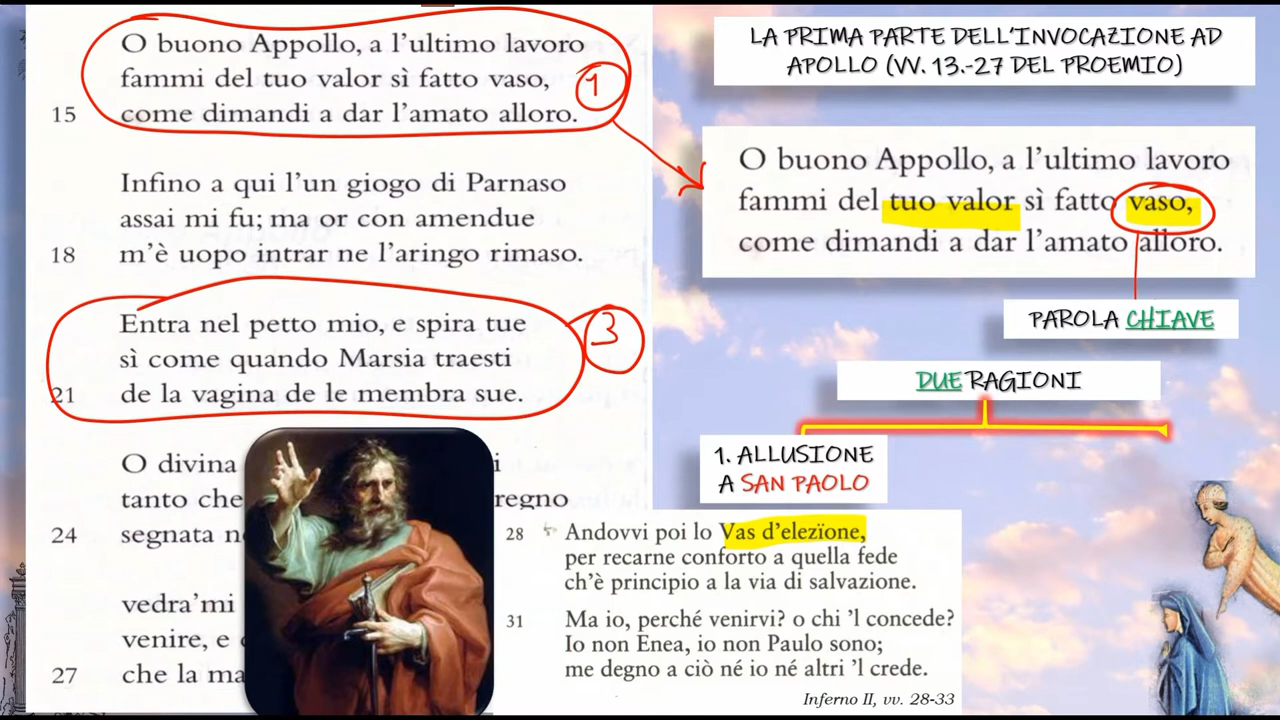 O buono Appollo, a l'ultimo lavoro
fammi del tuo valor sì fatto vaso,
15 come dimandi a dar l'amato alloro.
1
Infino a qui l'un giogo di Parnaso
assai mi fu; ma or con amendue
18 m'è uopo intrar ne l'aringo rimaso.
Entra nel petto mio, e spira tue
sì come quando Marsia traesti
21 de la vagina de le membra sue.
3
O divina i
tanto che regno
24 segnata n
vedra'mi
venire, e
27 che la ma
LA PRIMA PARTE DELL'INVOCAZIONE AD
APOLLO (VV. 13.-27 DEL PROEMIO)
O buono Appollo, a l'ultimo lavoro
fammi del tuo valor sì fatto vaso,
come dimandi a dar l'amato alloro.
PAROLA CHIAVE
DUE RAGIONI
1. ALLUSIONE
A SAN PAOLO
28 Andovvi poi lo Vas d'elezïone,
per recarne conforto a quella fede
ch'è principio a la via di salvazione.
31 Ma io, perché venirvi? o chi 'l concede?
Io non Enea, io non Paulo sono;
me degno a ciò né io né altri 'l crede.
Inferno II, vv. 28-33